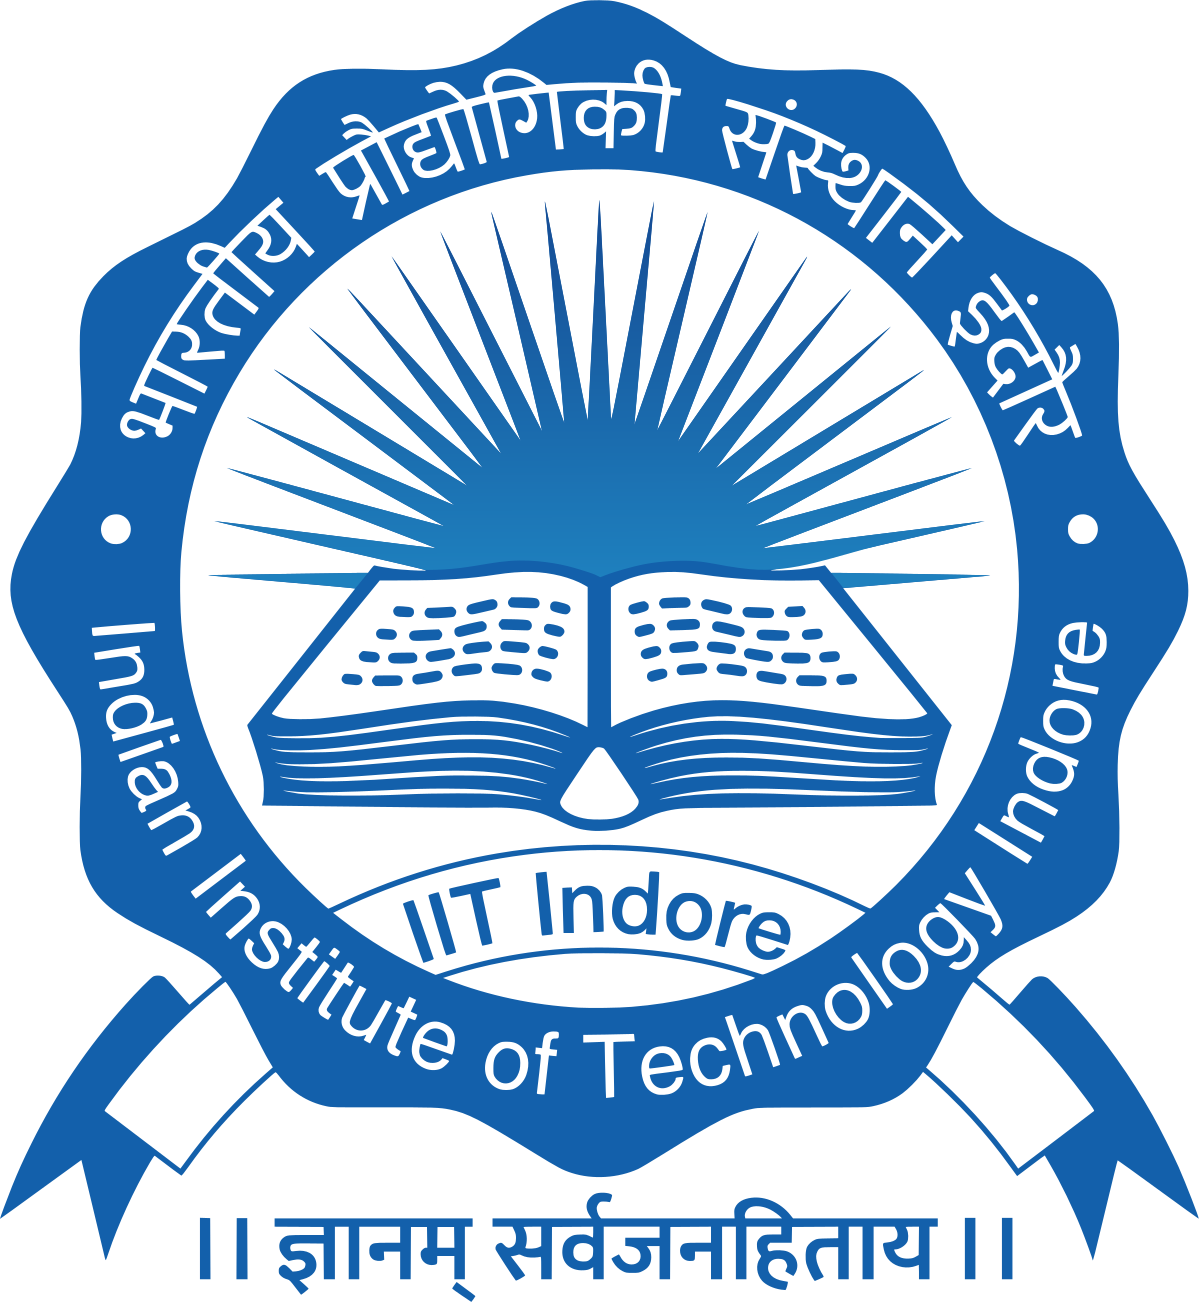 भारतीय प्रौद्योगिकी संस्थान इंदौर
Indian Institute of Technology Indore
IIT Indore
।। ज्ञानम् सर्वजनहिताय ।।